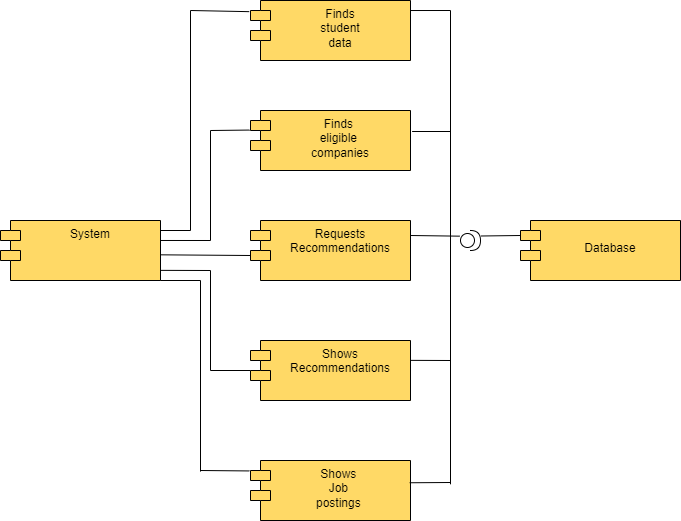 Finds
student
data
Finds
eligible
companies
System
Requests
Recommendations
Database
Shows
Recommendations
Shows
Job
postings